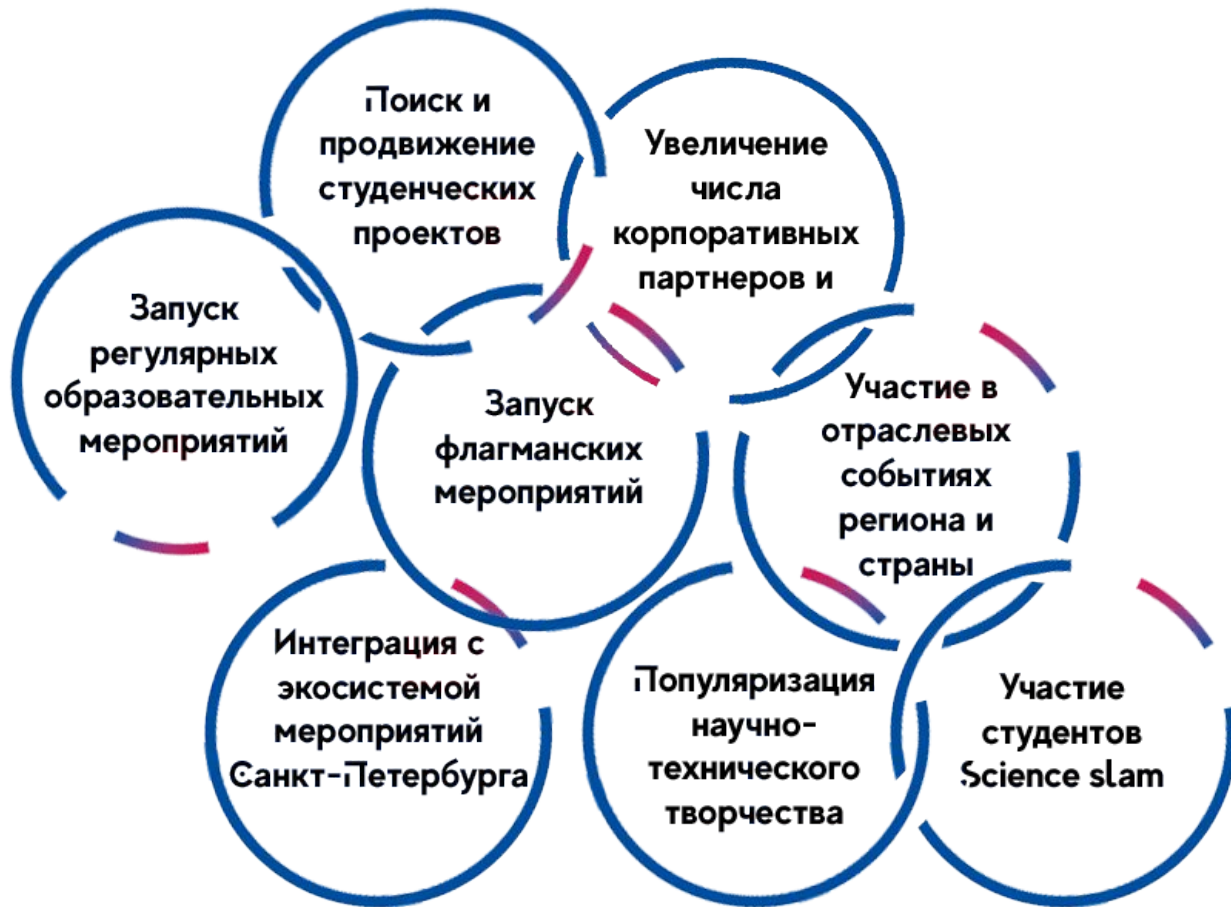 Поиск и
продвижение
студенческих
проектов
Увеличение
числа
корпоративных
партнеров и
Запуск
регулярных
образовательных
мероприятий
Запуск
флагманских
мероприятий
Участие в
отраслевых
событиях
региона и
страны
Интеграция с
экосистемой
мероприятий
Санкт-Петербурга
Популяризация
научно-
технического
творчества
Участие
студентов
Science slam